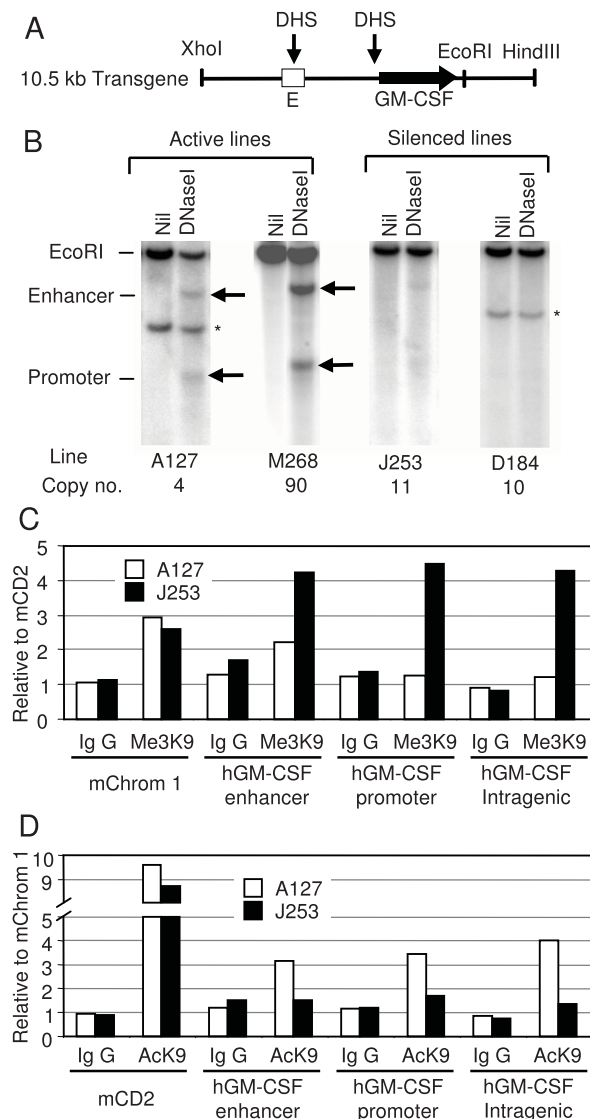 A
DHS DHS
XhoI EcoRI HindIII
10.5 kb Transgene
E GM-CSF
B
Active lines Silenced lines
Nil DNaseI Nil DNaseI Nil DNaseI Nil DNaseI
EcoRI
Enhancer
*
*
Promoter
Line A127 M268 J253 D184
Copy no. 4 90 11 10
C
Relative to mCD2
5
4
3
2
1
0
A127
J253
Ig G Me3K9 Ig G Me3K9 Ig G Me3K9 Ig G Me3K9
mChrom 1 hGM-CSF hGM-CSF hGM-CSF
enhancer promoter Intragenic
D
Relative to mChrom 1
10
9
5
4
3
2
1
0
A127
J253
Ig G AcK9 Ig G AcK9 Ig G AcK9 Ig G AcK9
mCD2 hGM-CSF hGM-CSF hGM-CSF
enhancer promoter Intragenic